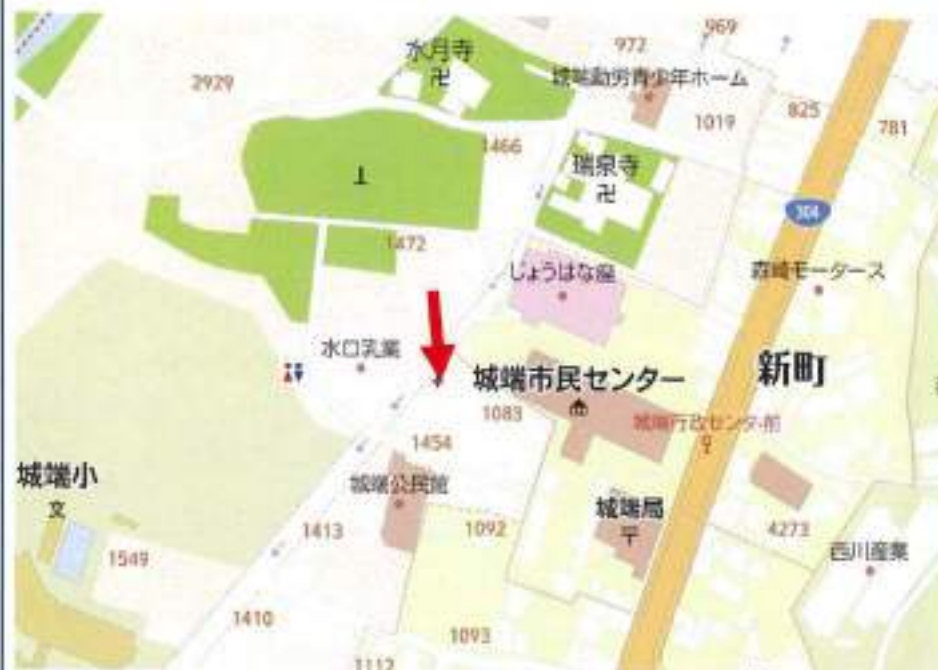 969
水月寺
972
2929
城端勤労青少年ホーム
825
1019
781
1466
瑞泉寺
304
1472
じょうはな座
森崎モータース
水口乳業
新町
城端市民センター
1083
城端行政センター前
1454
城端小
文
城端公民館
城端局
1413
1092
4273
1549
西川産業
1410
1093
1112